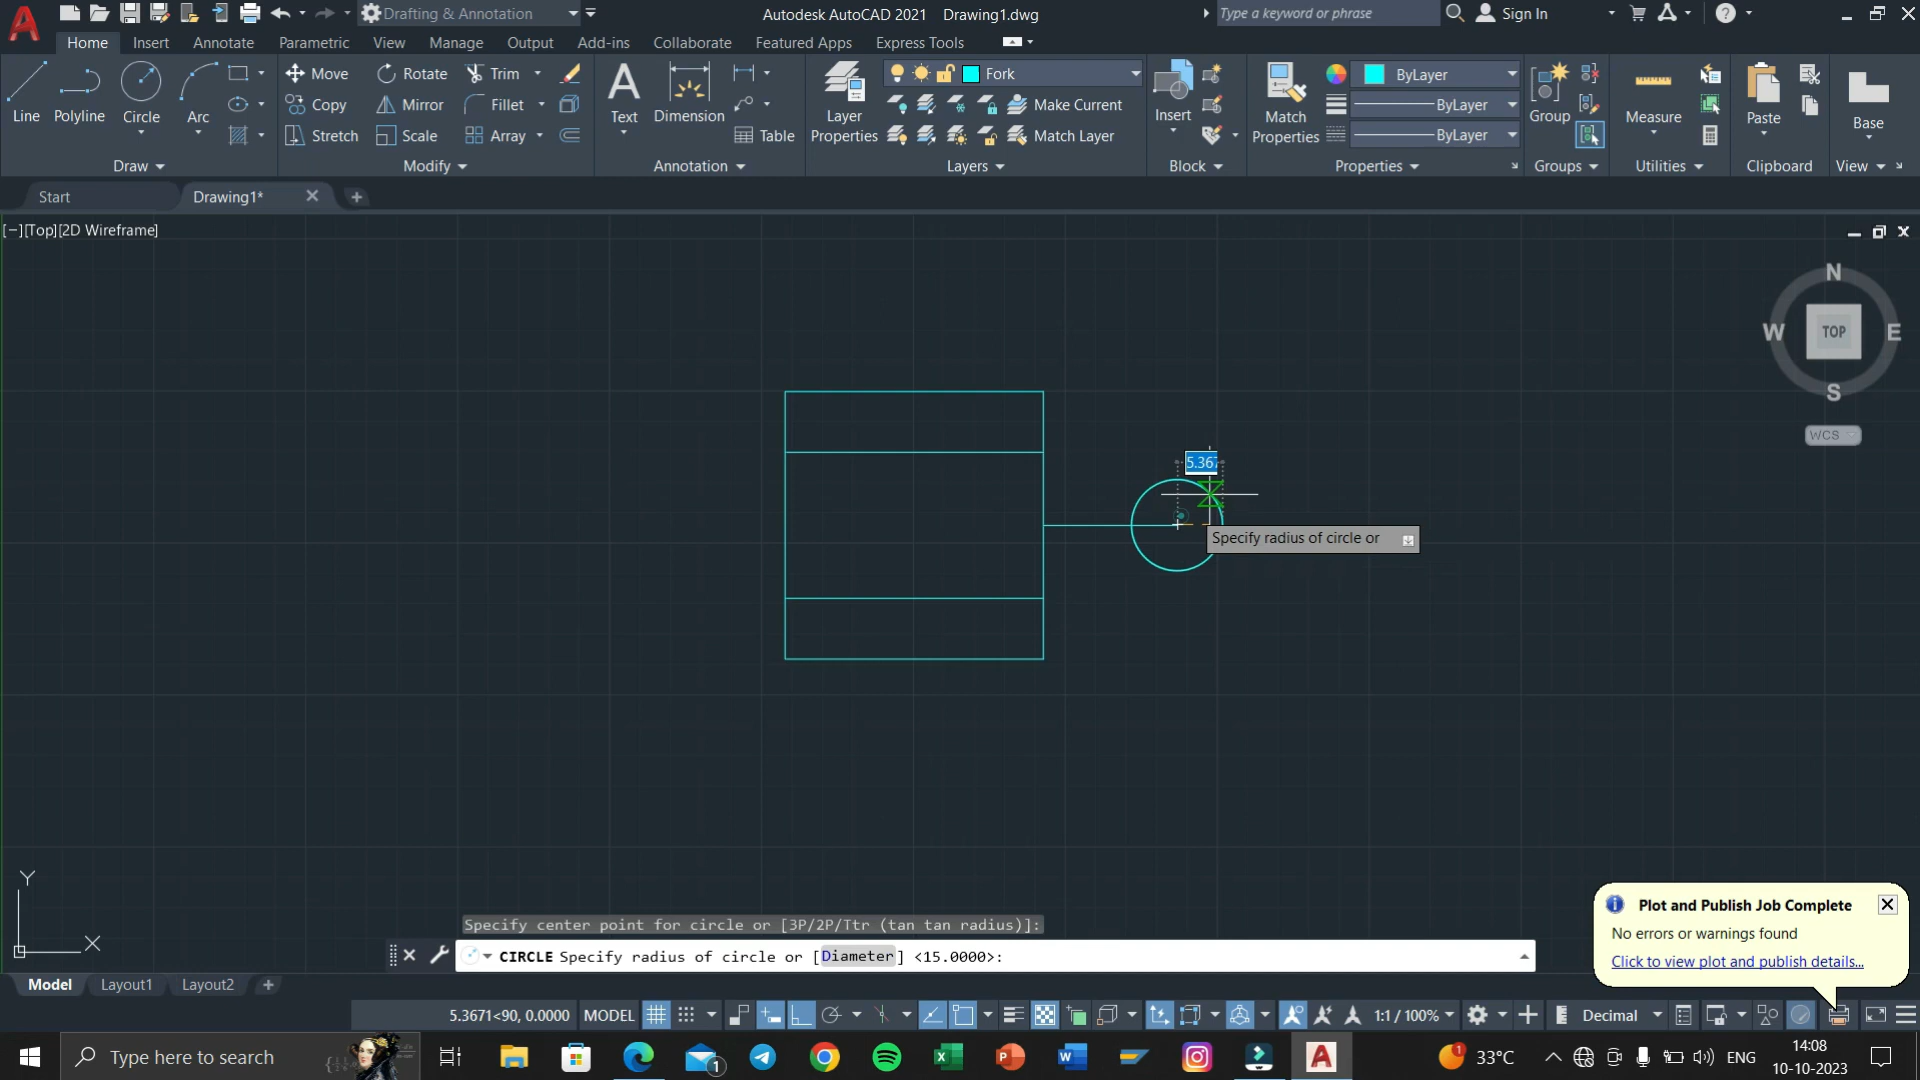 Drafting & Annotation
Autodesk AutoCAD 2021 Drawing1.dwg
Type a keyword or phrase
Sign In
Home Insert Annotate Parametric View Manage Output Add-ins Collaborate Featured Apps Express Tools
Line Polyline Circle Arc
Move Rotate Trim
Copy Mirror Fillet
Stretch Scale Array
Text Dimension Table
Layer Properties
Fork
Make Current
Match Layer
Insert
Match Properties
ByLayer
ByLayer
ByLayer
Group
Measure
Paste
Base
Draw Modify Annotation Layers Block Properties Groups Utilities Clipboard View
Start Drawing1*
[−][Top][2D Wireframe]
N
W TOP E
S
WCS
5.367
Specify radius of circle or
Y
X
Specify center point for circle or [3P/2P/Ttr (tan tan radius)]:
CIRCLE Specify radius of circle or [Diameter] <15.0000>:
Plot and Publish Job Complete
No errors or warnings found
Click to view plot and publish details...
Model Layout1 Layout2
5.3671<90, 0.0000 MODEL 1:1 / 100% Decimal
Type here to search
1
1
33°C
ENG
14:08
10-10-2023